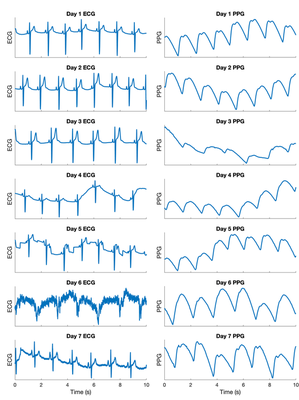 Day 1 ECG
ECG
Day 1 PPG
PPG
Day 2 ECG
ECG
Day 2 PPG
PPG
Day 3 ECG
ECG
Day 3 PPG
PPG
Day 4 ECG
ECG
Day 4 PPG
PPG
Day 5 ECG
ECG
Day 5 PPG
PPG
Day 6 ECG
ECG
Day 6 PPG
PPG
Day 7 ECG
ECG
Day 7 PPG
PPG
0 2 4 6 8 10
Time (s)
0 2 4 6 8 10
Time (s)